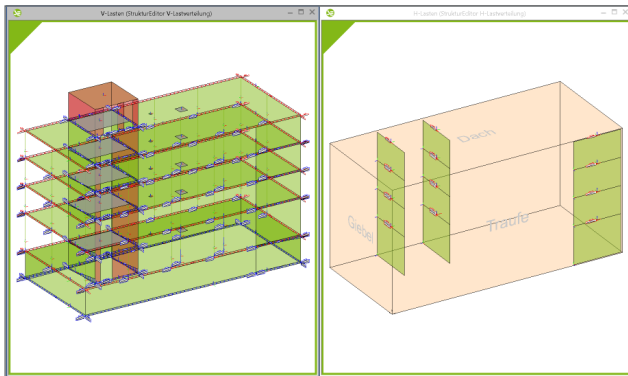 V-Lasten (StrukturEditor V-Lastverteilung)
H-Lasten (StrukturEditor H-Lastverteilung)
Dach
Giebel
Traufe